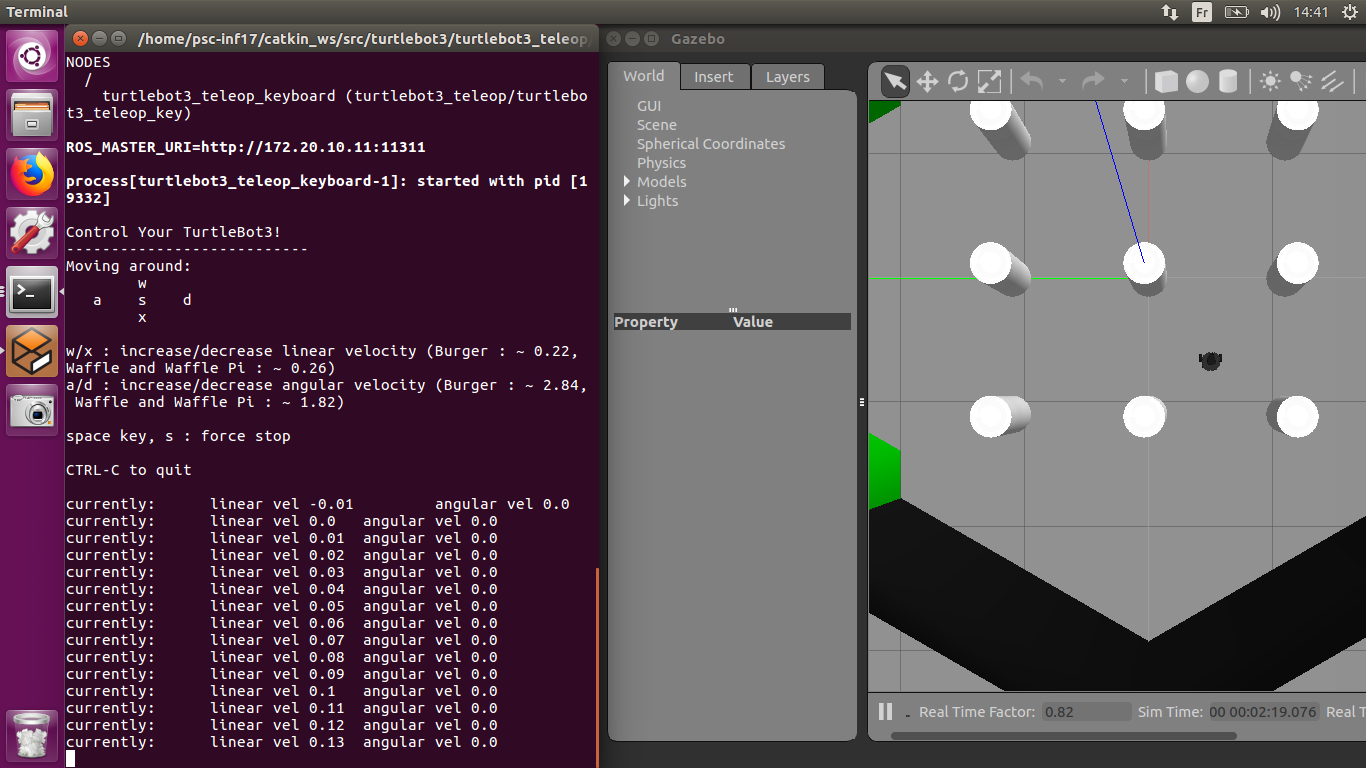 Terminal
Fr
14:41
/home/psc-inf17/catkin_ws/src/turtlebot3/turtlebot3_teleop/
NODES
/
turtlebot3_teleop_keyboard (turtlebot3_teleop/turtlebo
t3_teleop_key)
ROS_MASTER_URI=http://172.20.10.11:11311
process[turtlebot3_teleop_keyboard-1]: started with pid [1
9332]
Control Your TurtleBot3!
---------------------------
Moving around:
w
a s d
x
w/x : increase/decrease linear velocity (Burger : ~ 0.22,
Waffle and Waffle Pi : ~ 0.26)
a/d : increase/decrease angular velocity (Burger : ~ 2.84,
Waffle and Waffle Pi : ~ 1.82)
space key, s : force stop
CTRL-C to quit
currently: linear vel -0.01 angular vel 0.0
currently: linear vel 0.0 angular vel 0.0
currently: linear vel 0.01 angular vel 0.0
currently: linear vel 0.02 angular vel 0.0
currently: linear vel 0.03 angular vel 0.0
currently: linear vel 0.04 angular vel 0.0
currently: linear vel 0.05 angular vel 0.0
currently: linear vel 0.06 angular vel 0.0
currently: linear vel 0.07 angular vel 0.0
currently: linear vel 0.08 angular vel 0.0
currently: linear vel 0.09 angular vel 0.0
currently: linear vel 0.1 angular vel 0.0
currently: linear vel 0.11 angular vel 0.0
currently: linear vel 0.12 angular vel 0.0
currently: linear vel 0.13 angular vel 0.0
Gazebo
World Insert Layers
GUI
Scene
Spherical Coordinates
Physics
Models
Lights
Property Value
Real Time Factor: 0.82 Sim Time: 00 00:02:19.076 Real T